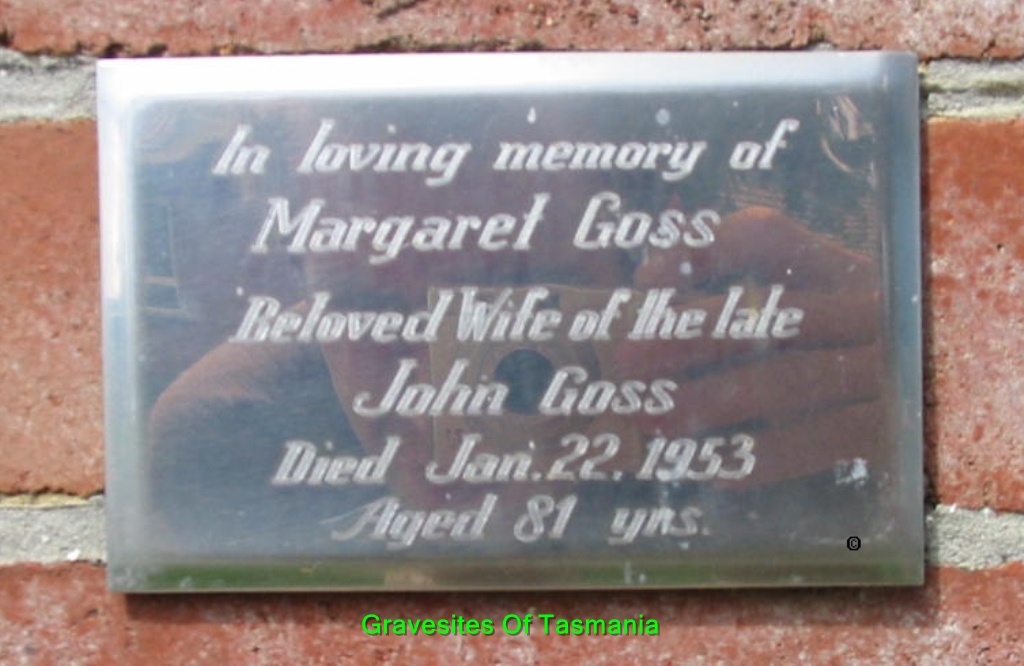 In loving memory of
Margaret Goss
Beloved Wife of the late
John Goss
Died Jan. 22. 1953
Aged 81 yrs.
©
Gravesites Of Tasmania